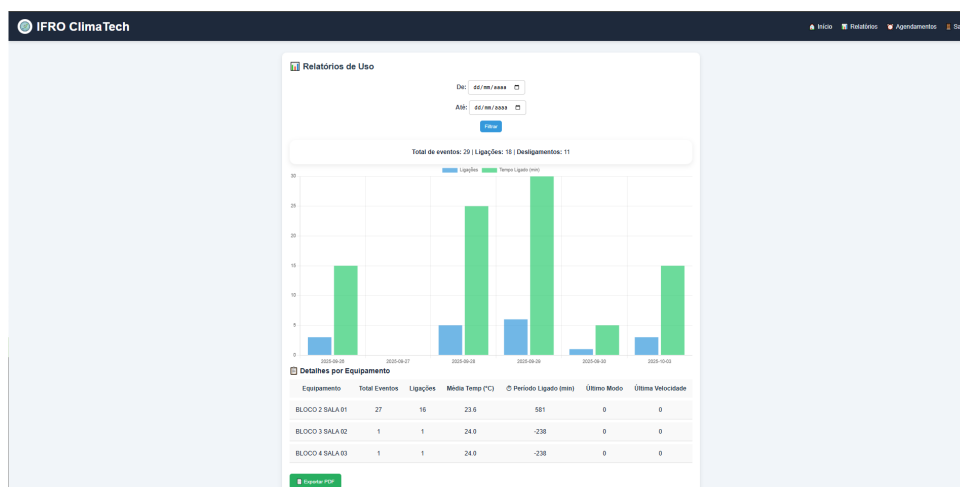 IFRO ClimaTech
Início Relatórios Agendamentos Sa
Relatórios de Uso
De: dd/mm/aaaa
Até: dd/mm/aaaa
Filtrar
Total de eventos: 29 | Ligações: 18 | Desligamentos: 11
Ligações Tempo Ligado (min)
30
25
20
15
10
5
0
2025-09-26 2025-09-27 2025-09-28 2025-09-29 2025-09-30 2025-10-03
Detalhes por Equipamento
Equipamento Total Eventos Ligações Média Temp (°C) Período Ligado (min) Último Modo Última Velocidade
BLOCO 2 SALA 01 27 16 23.6 581 0 0
BLOCO 3 SALA 02 1 1 24.0 -238 0 0
BLOCO 4 SALA 03 1 1 24.0 -238 0 0
Exportar PDF